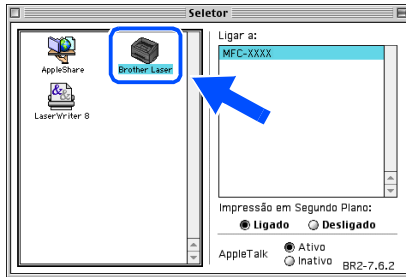 Seletor
AppleShare
Brother Laser
LaserWriter 8
Ligar a:
MFC-XXXX
Impressão em Segundo Plano:
Ligado Desligado
AppleTalk
Ativo
Inativo
BR2-7.6.2